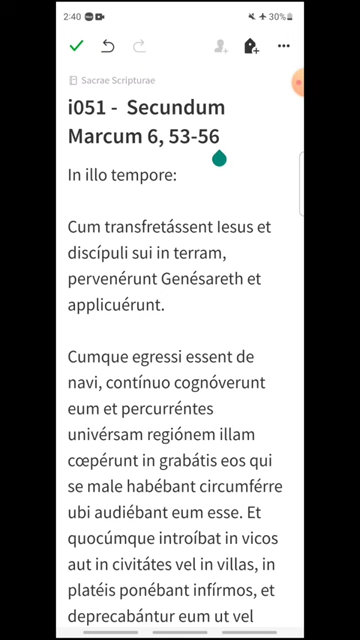 2:40
30%
Sacrae Scripturae
i051 - Secundum
Marcum 6, 53-56
In illo tempore:
Cum transfretássent Iesus et
discípuli sui in terram,
pervenérunt Genésareth et
applicuérunt.
Cumque egressi essent de
navi, contínuo cognóverunt
eum et percurréntes
univérsam regiónem illam
cœpérunt in grabátis eos qui
se male habébant circumférre
ubi audiébant eum esse. Et
quocúmque introíbat in vicos
aut in civitátes vel in villas, in
platéis ponébant infírmos, et
deprecabántur eum ut vel